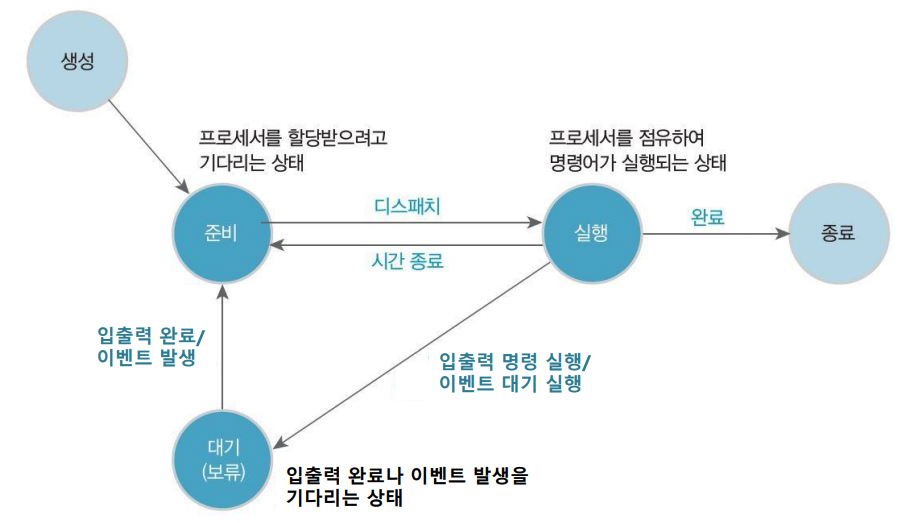 생성
프로세서를 할당받으려고
기다리는 상태
프로세서를 점유하여
명령어가 실행되는 상태
준비
디스패치
시간 종료
실행
완료
종료
입출력 완료/
이벤트 발생
입출력 명령 실행/
이벤트 대기 실행
대기
(보류)
입출력 완료나 이벤트 발생을
기다리는 상태